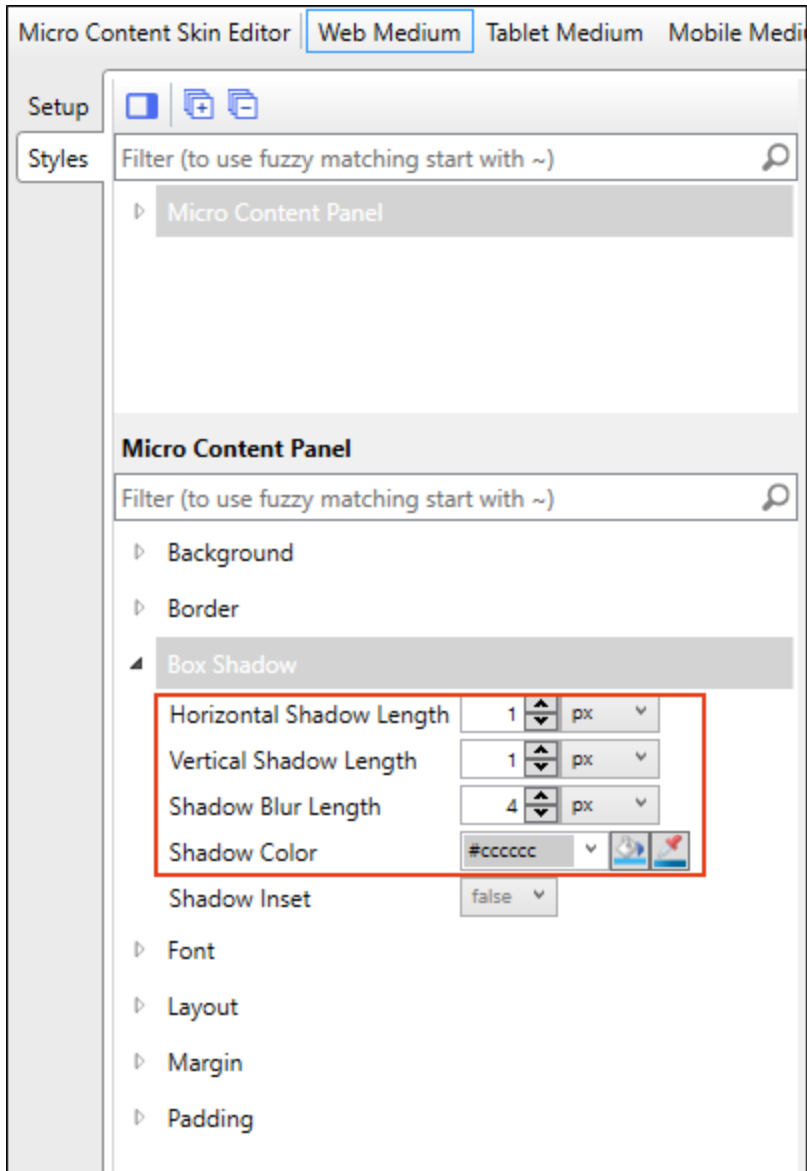 Micro Content Skin Editor Web Medium Tablet Medium Mobile Medi
Setup
Styles
Filter (to use fuzzy matching start with ~)
Micro Content Panel
Micro Content Panel
Filter (to use fuzzy matching start with ~)
Background
Border
Box Shadow
Horizontal Shadow Length 1 px
Vertical Shadow Length 1 px
Shadow Blur Length 4 px
Shadow Color #cccccc
Shadow Inset false
Font
Layout
Margin
Padding